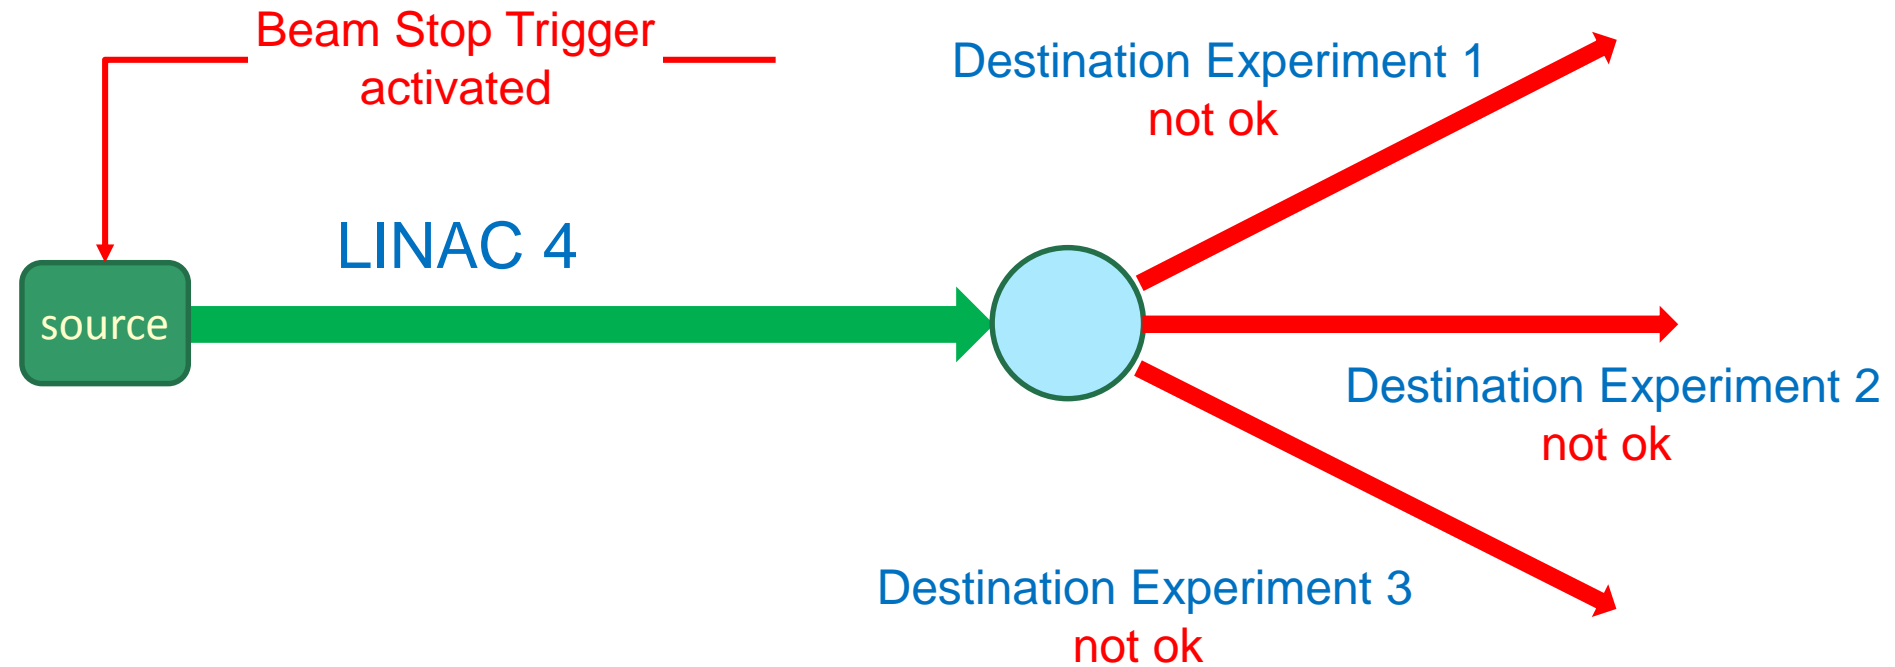 Beam Stop Trigger
activated
Destination Experiment 1
not ok
LINAC 4
source
Destination Experiment 2
not ok
Destination Experiment 3
not ok